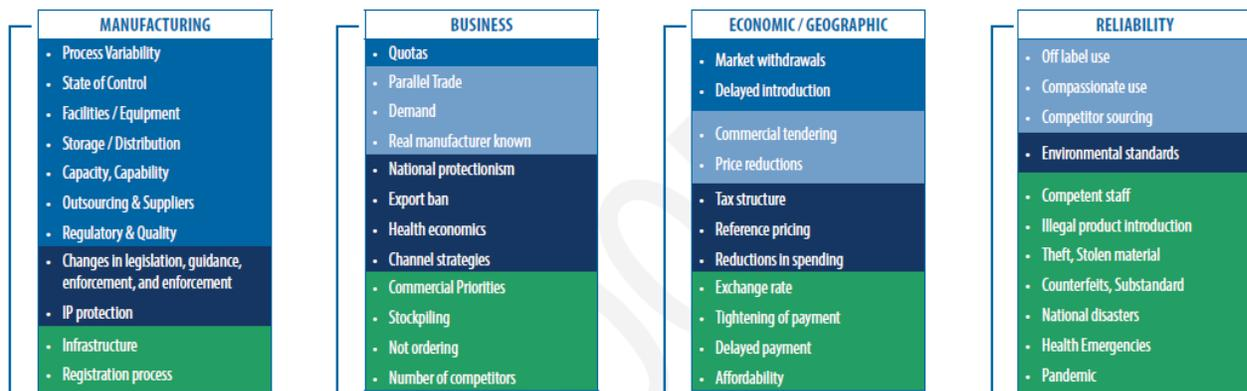 MANUFACTURING
• Process Variability
• State of Control
• Facilities / Equipment
• Storage / Distribution
• Capacity, Capability
• Outsourcing & Suppliers
• Regulatory & Quality
• Changes in legislation, guidance,
enforcement, and enforcement
• IP protection
• Infrastructure
• Registration process
BUSINESS
• Quotas
• Parallel Trade
• Demand
• Real manufacturer known
• National protectionism
• Export ban
• Health economics
• Channel strategies
• Commercial Priorities
• Stockpiling
• Not ordering
• Number of competitors
ECONOMIC / GEOGRAPHIC
• Market withdrawals
• Delayed introduction
• Commercial tendering
• Price reductions
• Tax structure
• Reference pricing
• Reductions in spending
• Exchange rate
• Tightening of payment
• Delayed payment
• Affordability
RELIABILITY
• Off label use
• Compassionate use
• Competitor sourcing
• Environmental standards
• Competent staff
• Illegal product introduction
• Theft, Stolen material
• Counterfeits, Substandard
• National disasters
• Health Emergencies
• Pandemic